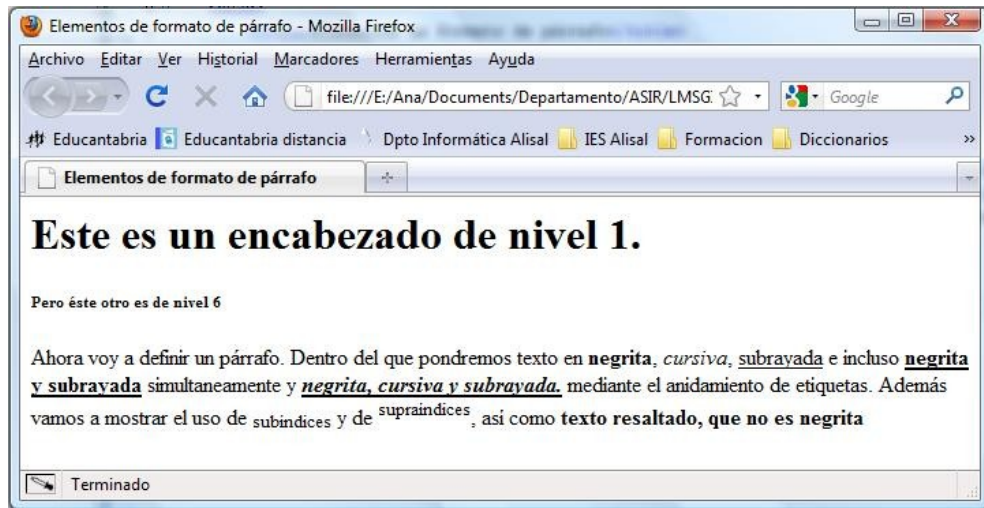 Elementos de formato de párrafo - Mozilla Firefox
Archivo Editar Ver Historial Marcadores Herramientas Ayuda
file:///E:/Ana/Documents/Departamento/ASIR/LMSG: Google
Educantabria Educantabria distancia Dpto Informática Alisal IES Alisal Formacion Diccionarios »
Elementos de formato de párrafo
Este es un encabezado de nivel 1.
Pero éste otro es de nivel 6
Ahora voy a definir un párrafo. Dentro del que pondremos texto en negrita, cursiva, subrayada e incluso negrita
y subrayada simultaneamente y negrita, cursiva y subrayada. mediante el anidamiento de etiquetas. Además
vamos a mostrar el uso de subindices y de supraindices, así como texto resaltado, que no es negrita
Terminado